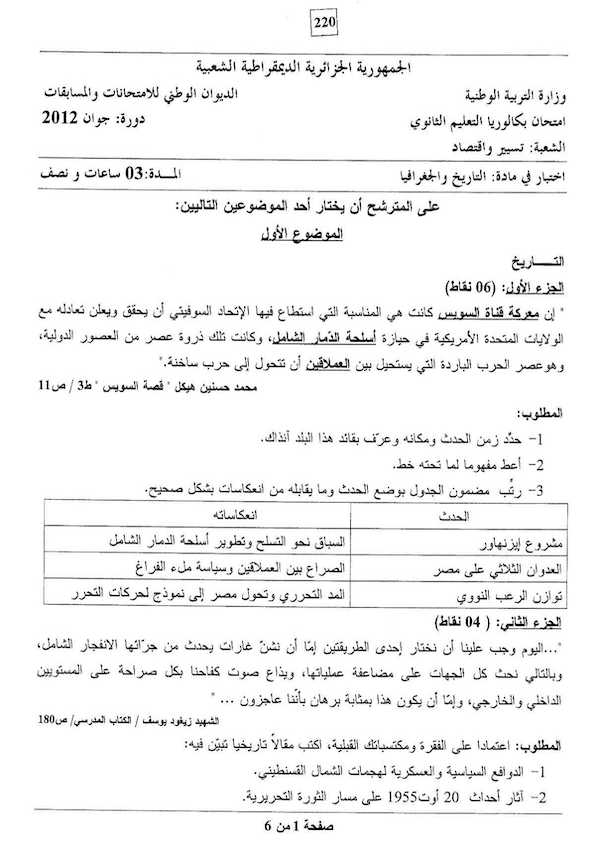 220
الجمهورية الجزائرية الديمقراطية الشعبية
وزارة التربية الوطنية الديوان الوطني للامتحانات والمسابقات
امتحان بكالوريا التعليم الثانوي دورة: جوان 2012
الشعبة: تسيير واقتصاد
اختبار في مادة: التاريخ والجغرافيا المدة: 03 ساعات و نصف
على المترشح أن يختار أحد الموضوعين التاليين:
الموضوع الأول
التـــــاريخ
الجزء الأول: (06 نقاط)
" إن معركة قناة السويس كانت هي المناسبة التي استطاع فيها الإتحاد السوفيتي أن يحقق ويعلن تعادله مع
الولايات المتحدة الأمريكية في حيازة أسلحة الدّمار الشامل، وكانت تلك ذروة عصر من العصور الدولية،
وهوعصر الحرب الباردة التي يستحيل بين العملاقين أن تتحول إلى حرب ساخنة."
محمد حسنين هيكل " قصة السويس " ط3 / ص11
المطلوب:
1- حدِّد زمن الحدث ومكانه وعرّف بقائد هذا البلد آنذاك.
2- أعط مفهوما لما تحته خط.
3- رتِّب مضمون الجدول بوضع الحدث وما يقابله من انعكاسات بشكل صحيح.
الحدث انعكاساته
مشروع إيزنهاور السباق نحو التسلح وتطوير أسلحة الدمار الشامل
العدوان الثلاثي على مصر الصراع بين العملاقين وسياسة ملء الفراغ
توازن الرعب النووي المد التحرري وتحول مصر إلى نموذج لحركات التحرر
الجزء الثاني: ( 04 نقاط)
"...اليوم وجب علينا أن نختار إحدى الطريقتين إمّا أن نشنّ غارات يحدث من جرّائها الانفجار الشامل،
وبالتالي نحث كل الجهات على مضاعفة عملياتها، ويذاع صوت كفاحنا بكل صراحة على المستويين
الداخلي والخارجي، وإمّا أن يكون هذا بمثابة برهان بأنّنا عاجزون ... "
الشهيد زيغود يوسف / الكتاب المدرسي/ ص180
المطلوب: اعتمادا على الفقرة ومكتسباتك القبلية، اكتب مقالاً تاريخيا تبيّن فيه:
1- الدوافع السياسية والعسكرية لهجمات الشمال القسنطيني.
2- آثار أحداث 20 أوت1955 على مسار الثورة التحريرية.
صفحة 1 من 6